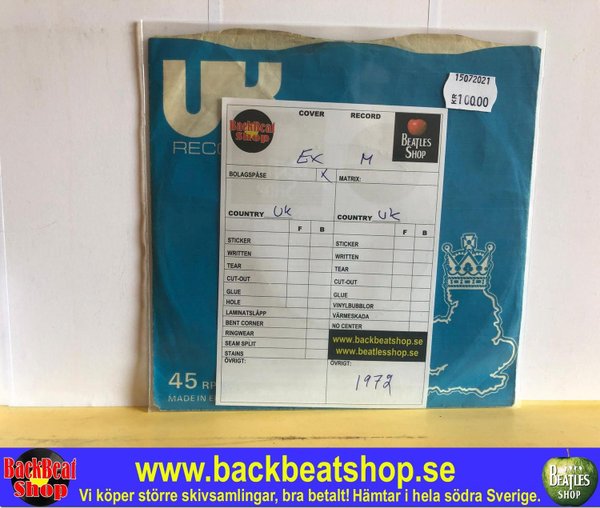 UK
RECO
15072021
KR100.00
BackBeat
Shop
COVER
RECORD
BEATLES
SHOP
EX
M
BOLAGSPÅSE
X
MATRIX:
COUNTRY UK
COUNTRY UK
F B
F B
STICKER
STICKER
WRITTEN
WRITTEN
TEAR
TEAR
CUT-OUT
CUT-OUT
GLUE
GLUE
HOLE
VINYLBUBBLOR
LAMINATSLÄPP
VÄRMESKADA
BENT CORNER
NO CENTER
RINGWEAR
www.backbeatshop.se
SEAM SPLIT
www.beatlesshop.se
STAINS
ÖVRIGT:
ÖVRIGT:
1972
45 RP
MADE IN E
BackBeat
Shop
www.backbeatshop.se
Vi köper större skivsamlingar, bra betalt! Hämtar i hela södra Sverige.
BEATLES
SHOP